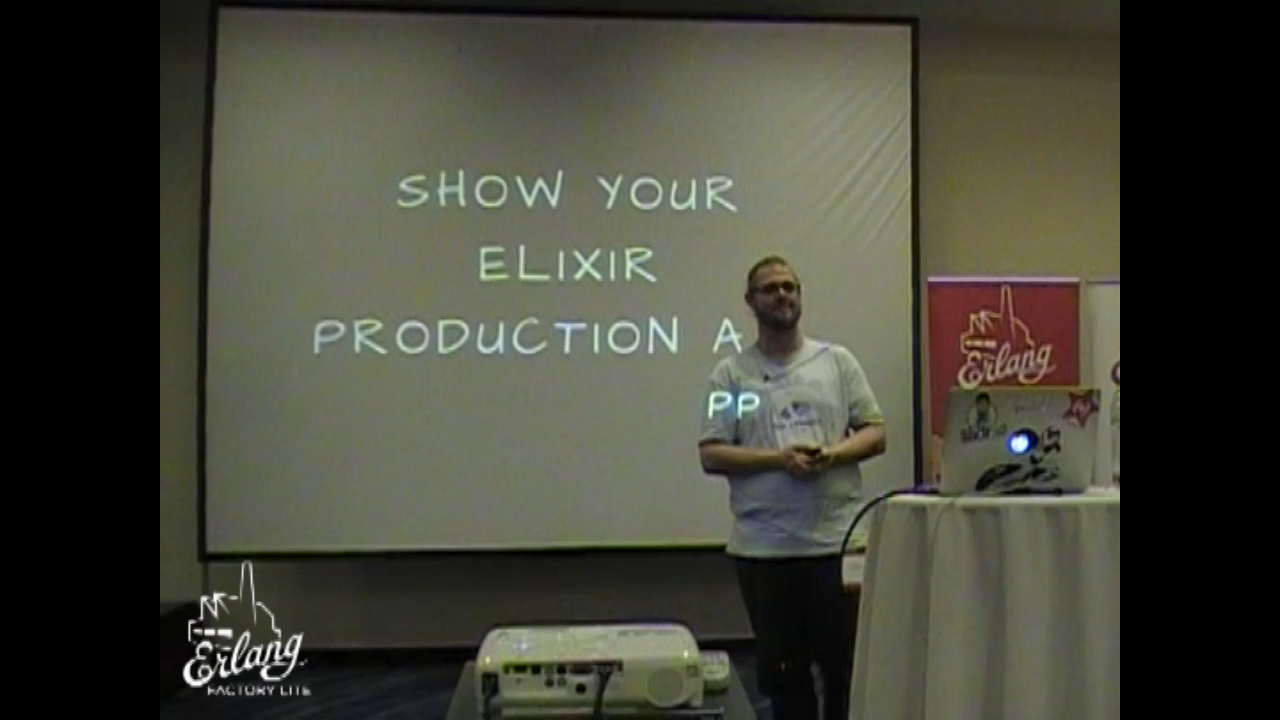 SHOW YOUR
ELIXIR
PRODUCTION A
PP
Erlang
Erlang
FACTORY LITE